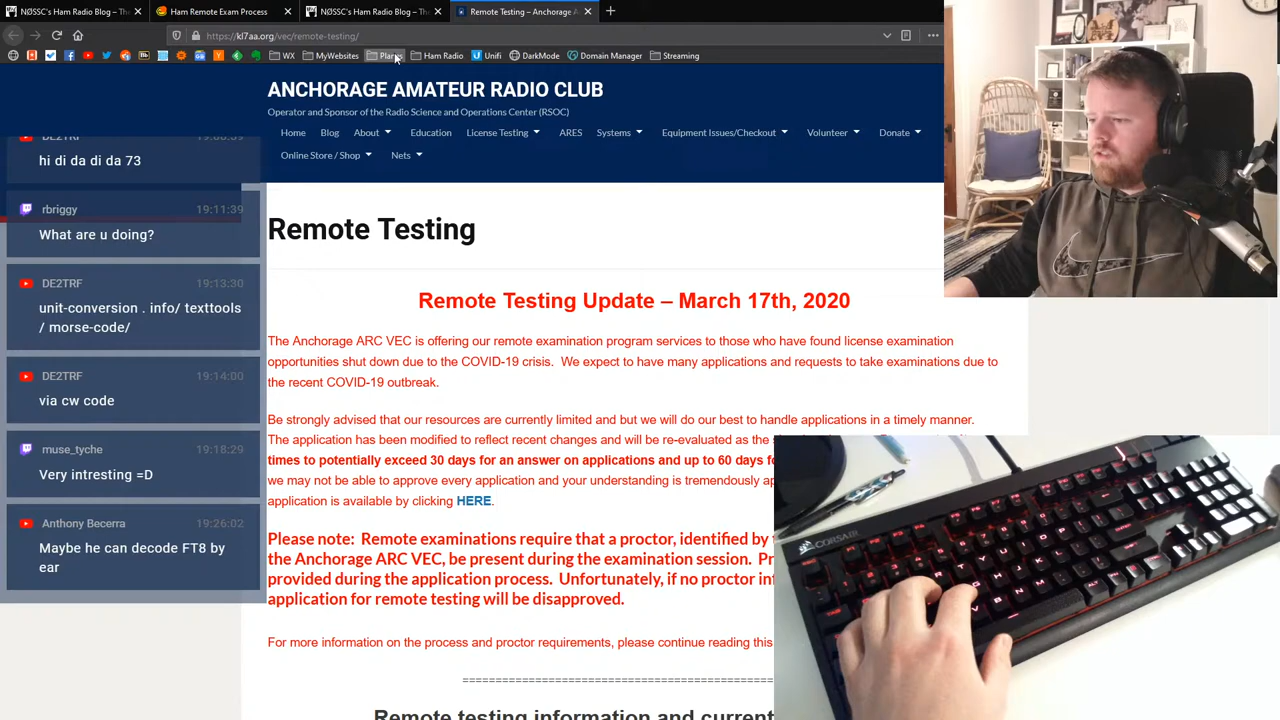 NØSSC's Ham Radio Blog – The
Ham Remote Exam Process
NØSSC's Ham Radio Blog – The
Remote Testing – Anchorage A
https://kl7aa.org/vec/remote-testing/
WX
MyWebsites
Ham Radio
Unifi
DarkMode
Domain Manager
Streaming
ANCHORAGE AMATEUR RADIO CLUB
Operator and Sponsor of the Radio Science and Operations Center (RSOC)
Home Blog About Education License Testing ARES Systems Equipment Issues/Checkout Volunteer Donate
Online Store / Shop Nets
DE2TRF
hi di da di da 73
rbriggy 19:11:39
What are u doing?
DE2TRF 19:13:30
unit-conversion . info/ texttools
/ morse-code/
DE2TRF 19:14:00
via cw code
muse_tyche 19:18:29
Very intresting =D
Anthony Becerra 19:26:02
Maybe he can decode FT8 by
ear
Remote Testing
Remote Testing Update – March 17th, 2020
The Anchorage ARC VEC is offering our remote examination program services to those who have found license examination
opportunities shut down due to the COVID-19 crisis. We expect to have many applications and requests to take examinations due to
the recent COVID-19 outbreak.
Be strongly advised that our resources are currently limited and but we will do our best to handle applications in a timely manner.
The application has been modified to reflect recent changes and will be re-evaluated as the
times to potentially exceed 30 days for an answer on applications and up to 60 days
we may not be able to approve every application and your understanding is tremendously
application is available by clicking HERE.
Please note: Remote examinations require that a proctor, identified by
the Anchorage ARC VEC, be present during the examination session.
provided during the application process. Unfortunately, if no proctor
application for remote testing will be disapproved.
For more information on the process and proctor requirements, please continue reading this
Remote testing information and current
CORSAIR